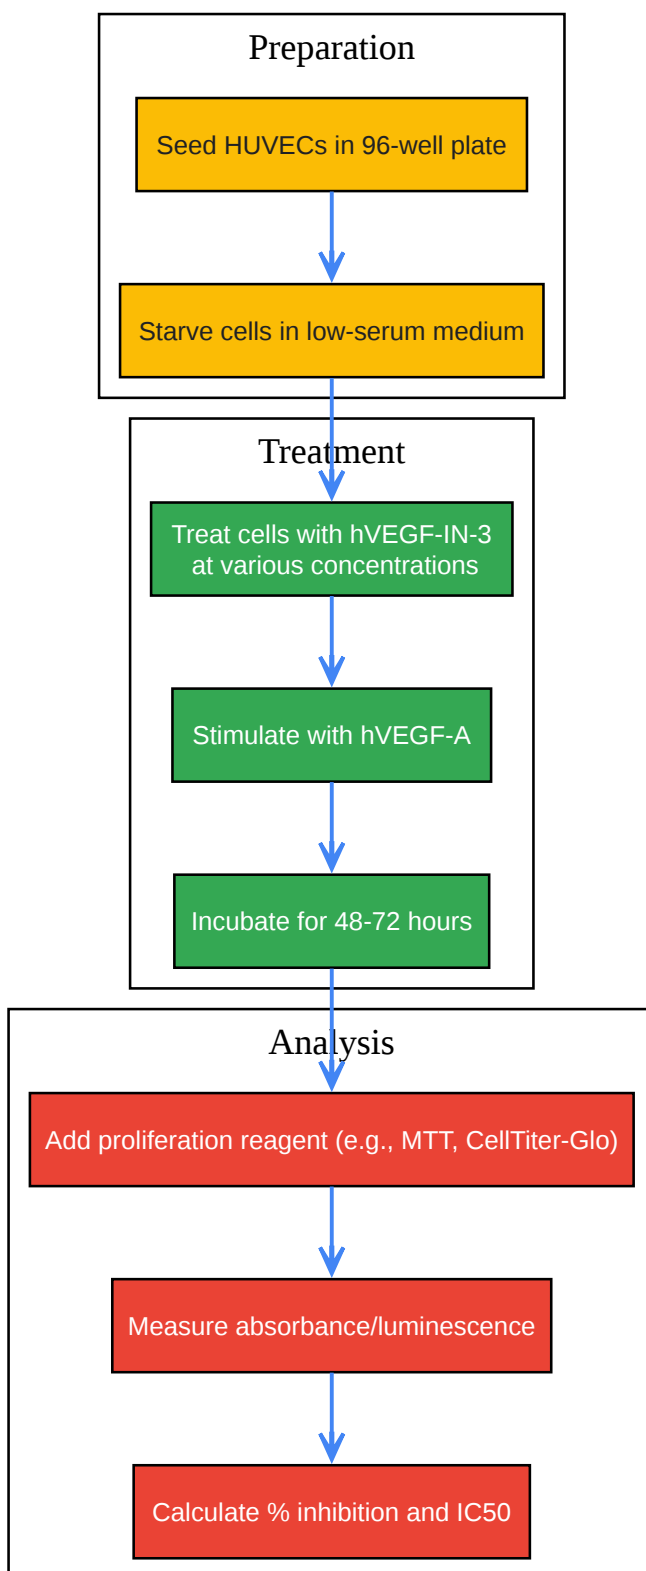 Preparation
Seed HUVECs in 96-well plate
Starve cells in low-serum medium
Treatment
Treat cells with hVEGF-IN-3
at various concentrations
Stimulate with hVEGF-A
Incubate for 48-72 hours
Analysis
Add proliferation reagent (e.g., MTT, CellTiter-Glo)
Measure absorbance/luminescence
Calculate % inhibition and IC50